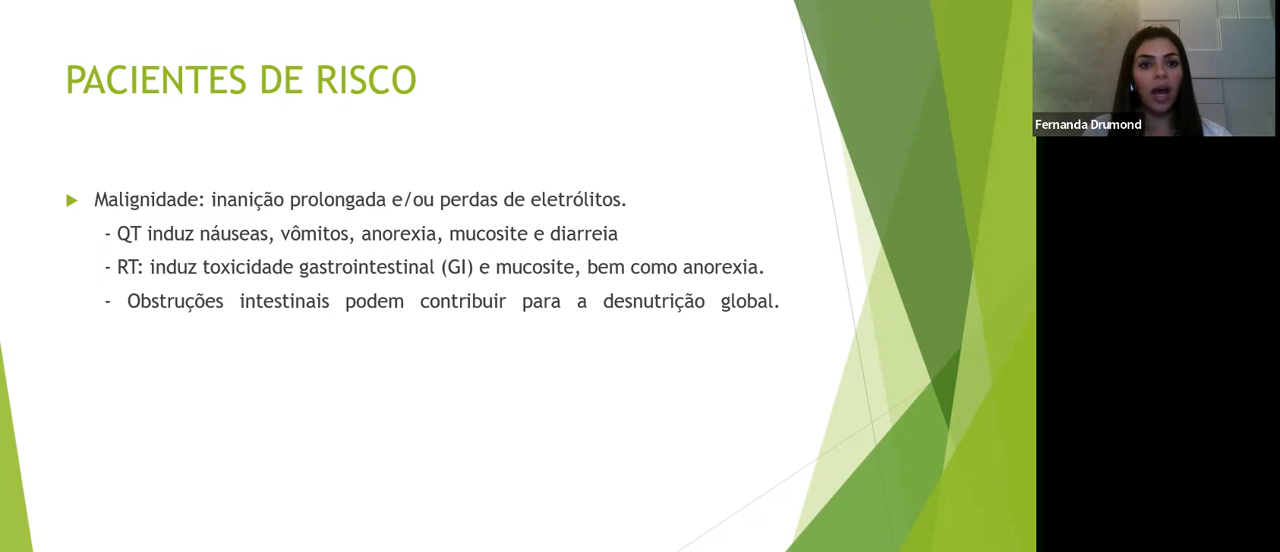 PACIENTES DE RISCO
Fernanda Drumond
Malignidade: inanição prolongada e/ou perdas de eletrólitos.
- QT induz náuseas, vômitos, anorexia, mucosite e diarreia
- RT: induz toxicidade gastrointestinal (GI) e mucosite, bem como anorexia.
- Obstruções intestinais podem contribuir para a desnutrição global.